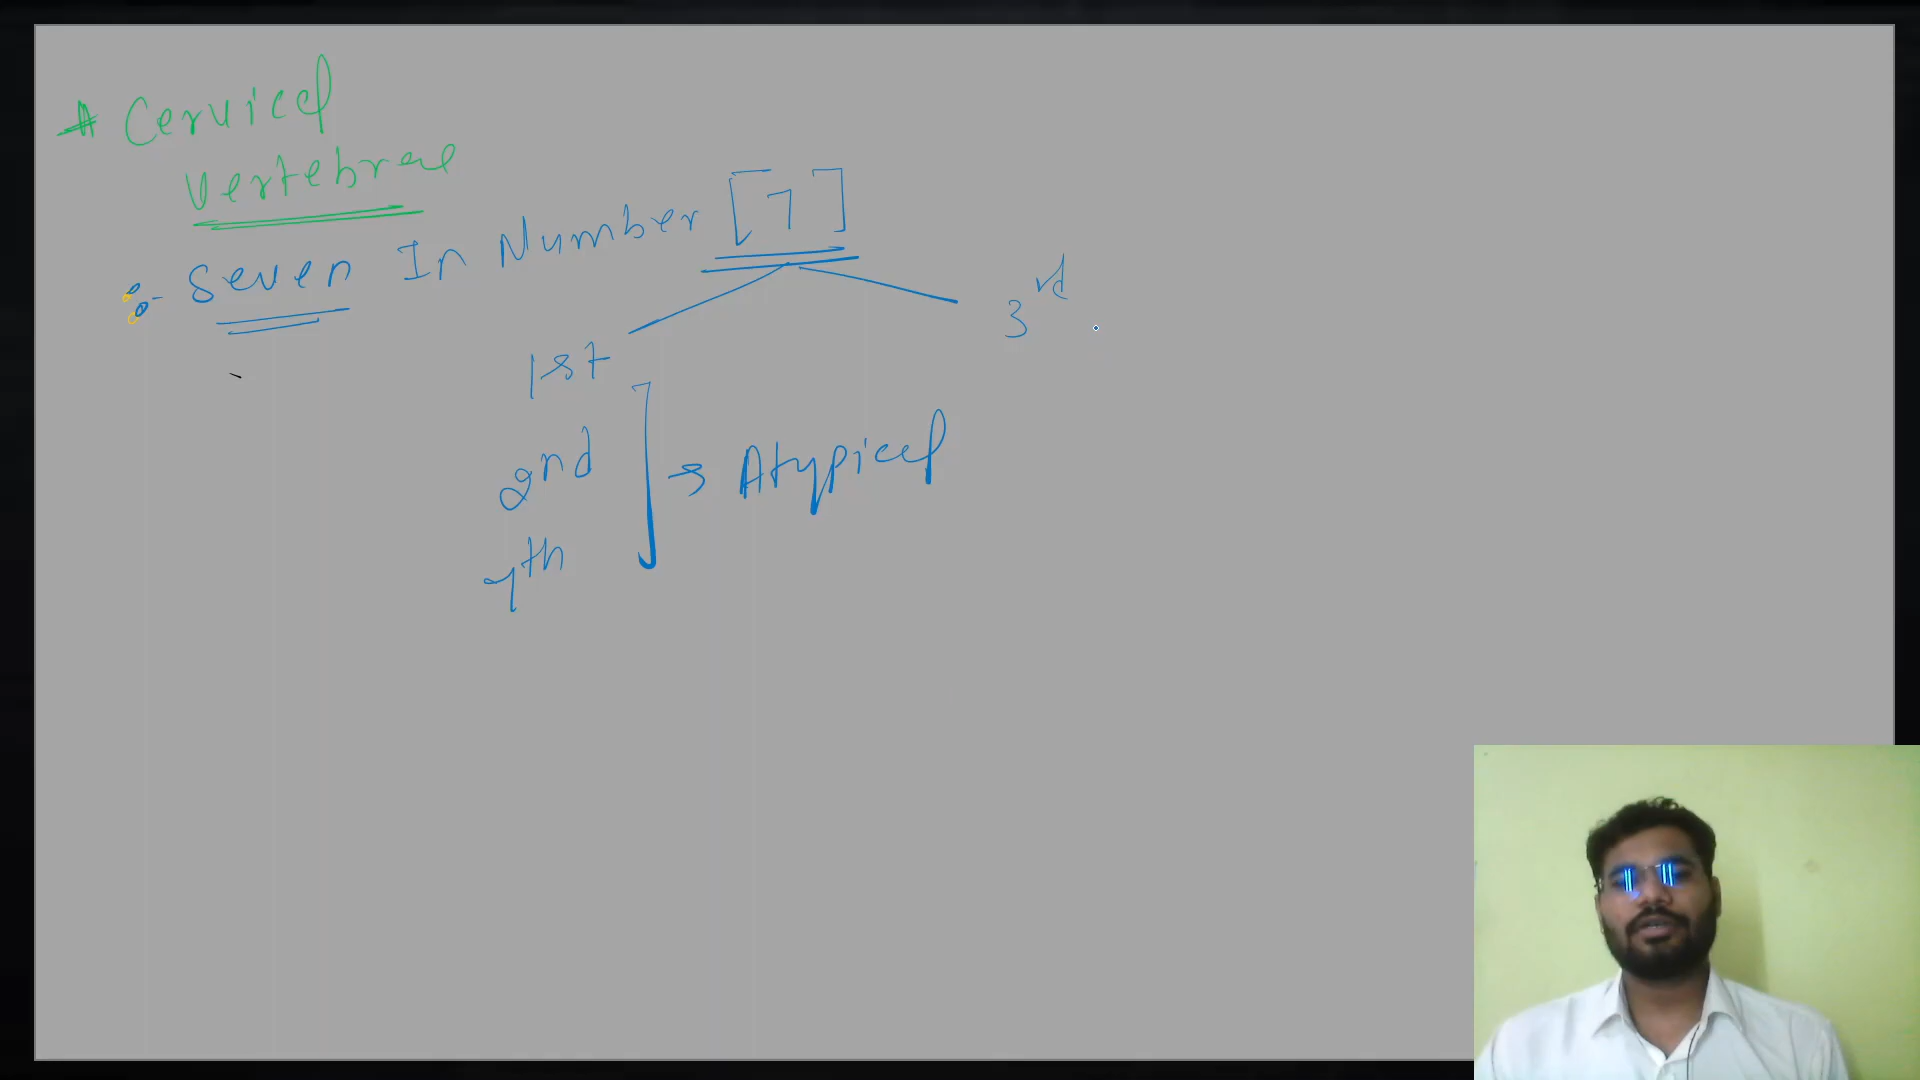 # Cervical
Vertebrae
Seven In Number [7]
1st
2nd
7th
→ Atypical
3rd